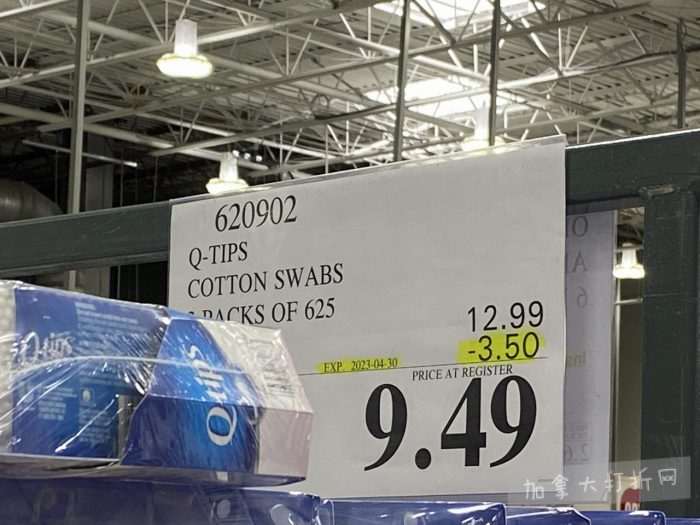 620902
Q-TIPS
COTTON SWABS
PACKS OF 625
12.99
-3.50
EXP. 2023-04-30
PRICE AT REGISTER
9.49
Q-tips
Q-tips
加拿大打折网